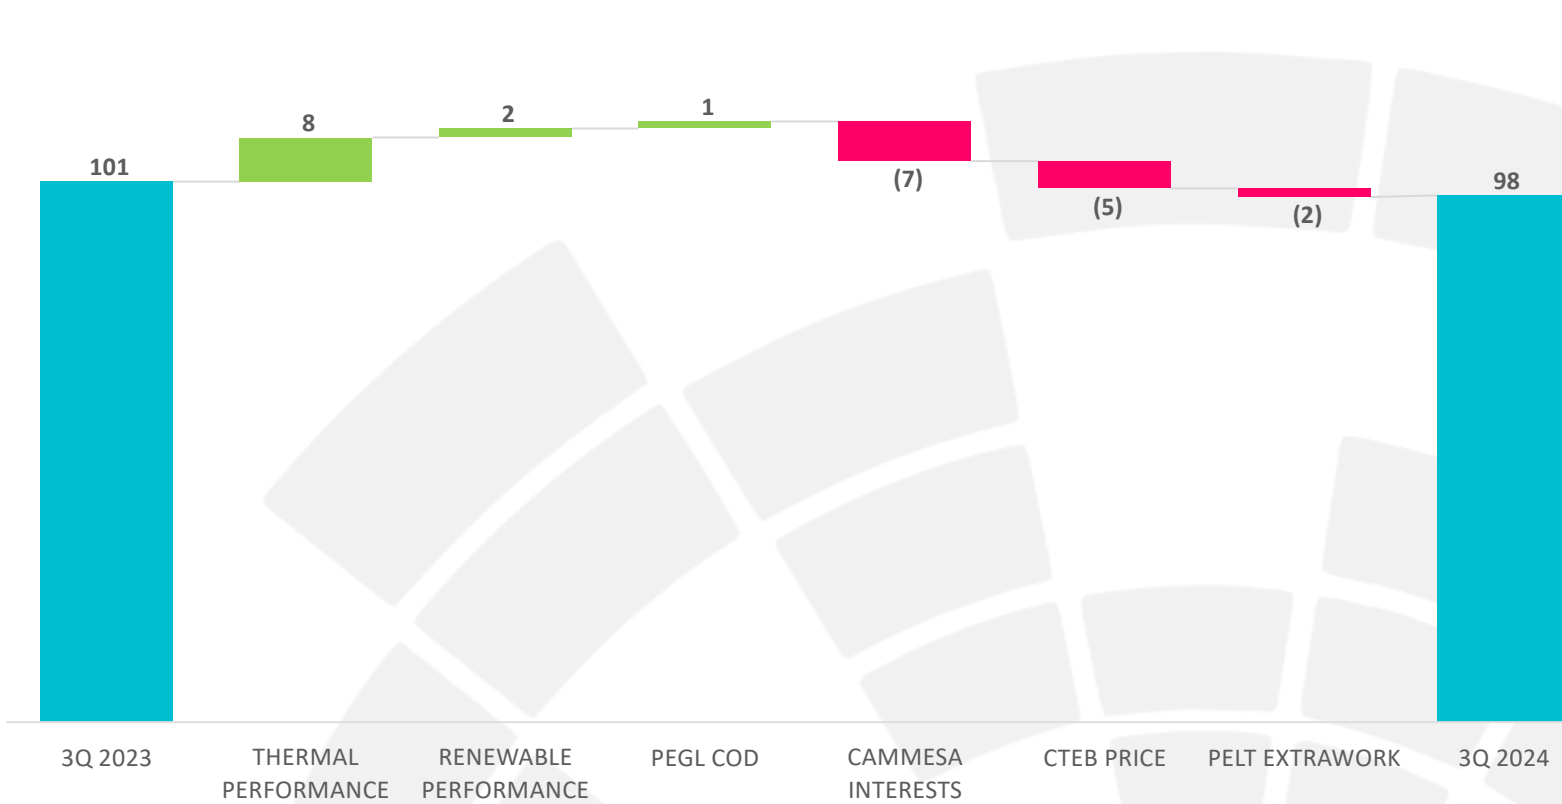 101
8
2
1
(7)
(5)
(2)
98
3Q 2023
THERMAL
PERFORMANCE
RENEWABLE
PERFORMANCE
PEGL COD
CAMMESA
INTERESTS
CTEB PRICE
PELT EXTRAWORK
3Q 2024